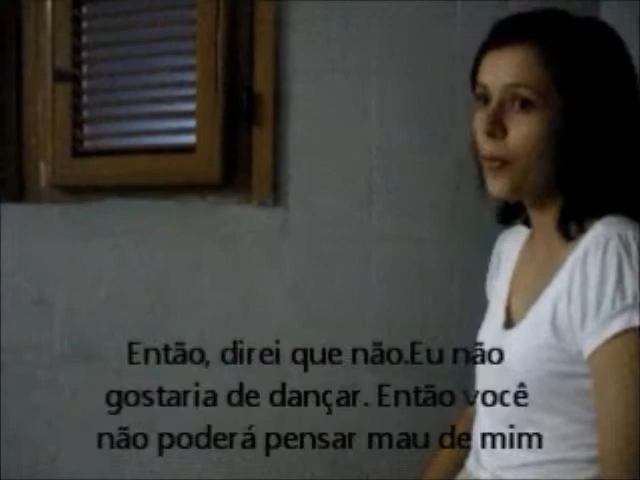 Então, direi que não.Eu não
gostaria de dançar. Então você
não poderá pensar mau de mim